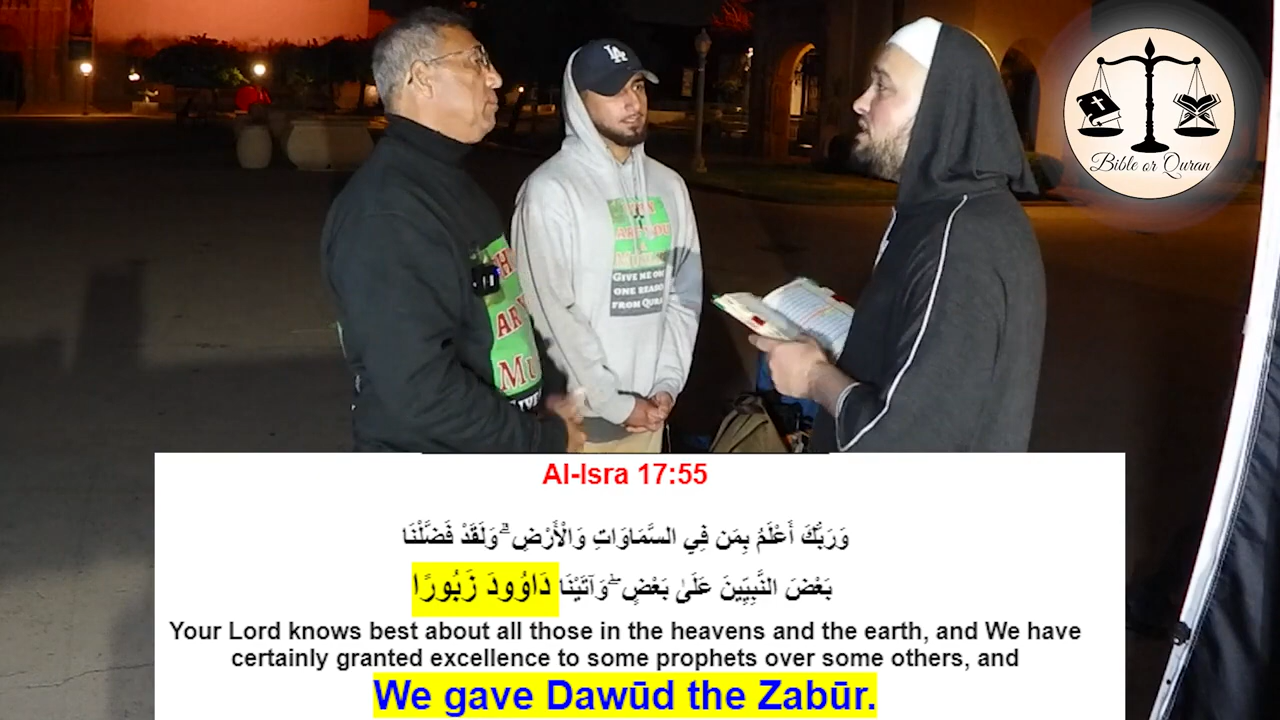 LA
GIVE ME ONE
ONE REASON
FROM QURAN
Bible or Quran
Al-Isra 17:55
وَرَبُّكَ أَعْلَمُ بِمَن فِي السَّمَاوَاتِ وَالْأَرْضِ ۗ وَلَقَدْ فَضَّلْنَا
بَعْضَ النَّبِيِّينَ عَلَىٰ بَعْضٍ ۖ وَآتَيْنَا دَاوُودَ زَبُورًا
Your Lord knows best about all those in the heavens and the earth, and We have
certainly granted excellence to some prophets over some others, and
We gave Dawūd the Zabūr.